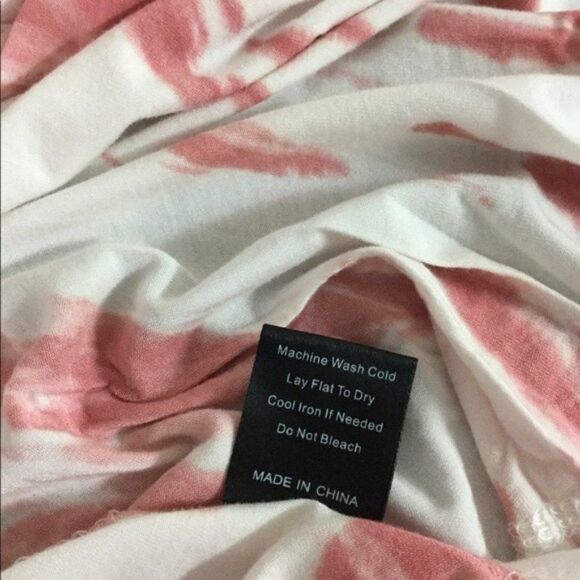 Machine Wash Cold
Lay Flat To Dry
Cool Iron If Needed
Do Not Bleach
MADE IN CHINA